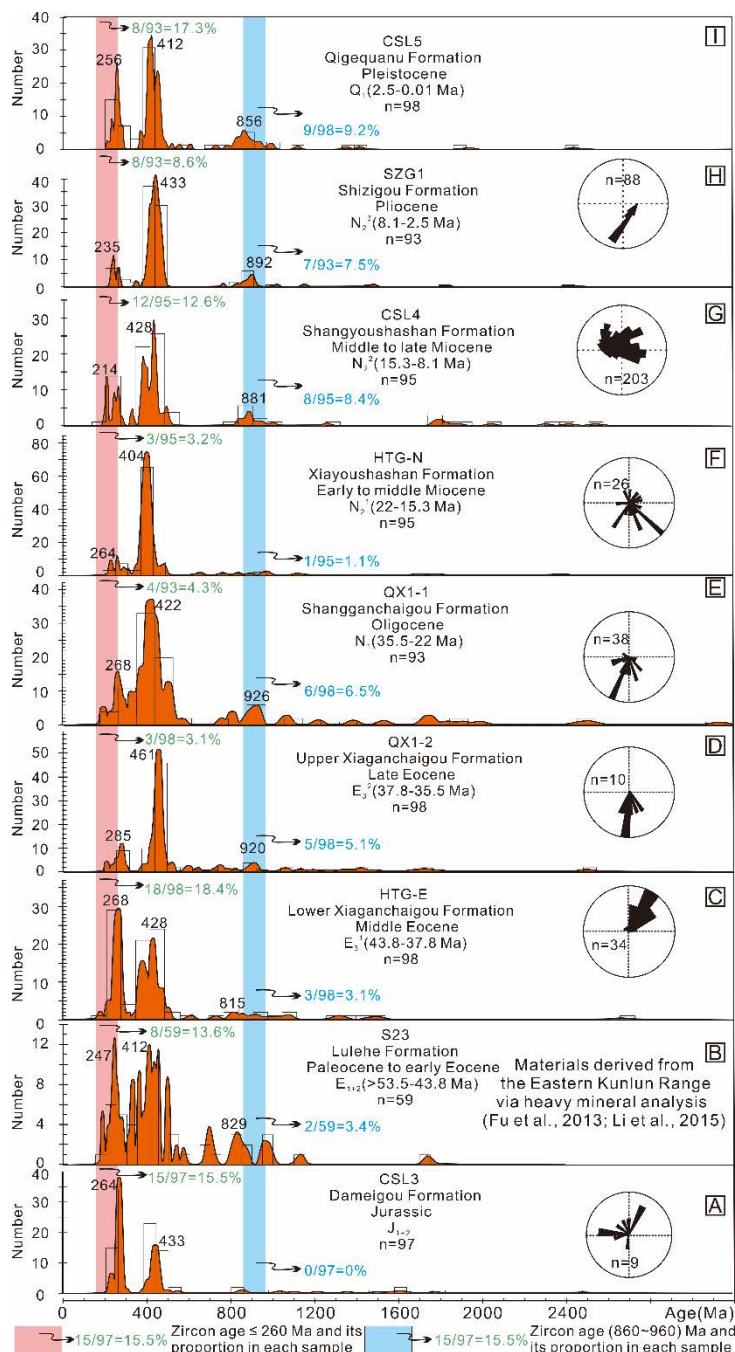 8/93=17.3%
256
412
CSL5
Qigequanu Formation
Pleistocene
Q₁(2.5-0.01 Ma)
n=98
856
9/98=9.2%
I
Number
40
30
20
10
0
8/93=8.6%
235
433
SZG1
Shizigou Formation
Pliocene
N₂³(8.1-2.5 Ma)
n=93
892
7/93=7.5%
n=88
H
Number
40
30
20
10
0
12/95=12.6%
214
428
CSL4
Shangyoushashan Formation
Middle to late Miocene
N₂²(15.3-8.1 Ma)
n=95
881
8/95=8.4%
n=203
G
Number
30
20
10
0
3/95=3.2%
264
404
HTG-N
Xiayoushashan Formation
Early to middle Miocene
N₂¹(22-15.3 Ma)
n=95
1/95=1.1%
n=26
F
Number
80
60
40
20
0
4/93=4.3%
268
422
QX1-1
Shangganchaigou Formation
Oligocene
N₁(35.5-22 Ma)
n=93
926
6/98=6.5%
n=38
E
Number
40
30
20
10
0
3/98=3.1%
285
461
QX1-2
Upper Xiaganchaigou Formation
Late Eocene
E₃²(37.8-35.5 Ma)
n=98
920
5/98=5.1%
n=10
D
Number
50
30
20
10
0
18/98=18.4%
268
428
HTG-E
Lower Xiaganchaigou Formation
Middle Eocene
E₃¹(43.8-37.8 Ma)
n=98
815
3/98=3.1%
n=34
C
Number
30
20
10
0
8/59=13.6%
247
412
S23
Lulehe Formation
Paleocene to early Eocene
E₁₊₂(>53.5-43.8 Ma)
n=59
829
2/59=3.4%
Materials derived from
the Eastern Kunlun Range
via heavy mineral analysis
(Fu et al., 2013; Li et al., 2015)
B
Number
12
8
4
0
15/97=15.5%
264
433
CSL3
Dameigou Formation
Jurassic
J₁₋₂
n=97
0/97=0%
n=9
A
Number
40
30
20
10
0
0 400 800 1200 1600 2000 2400 Age(Ma)
15/97=15.5% Zircon age ≤ 260 Ma and its
proportion in each sample
15/97=15.5% Zircon age (860~960) Ma and
its proportion in each sample